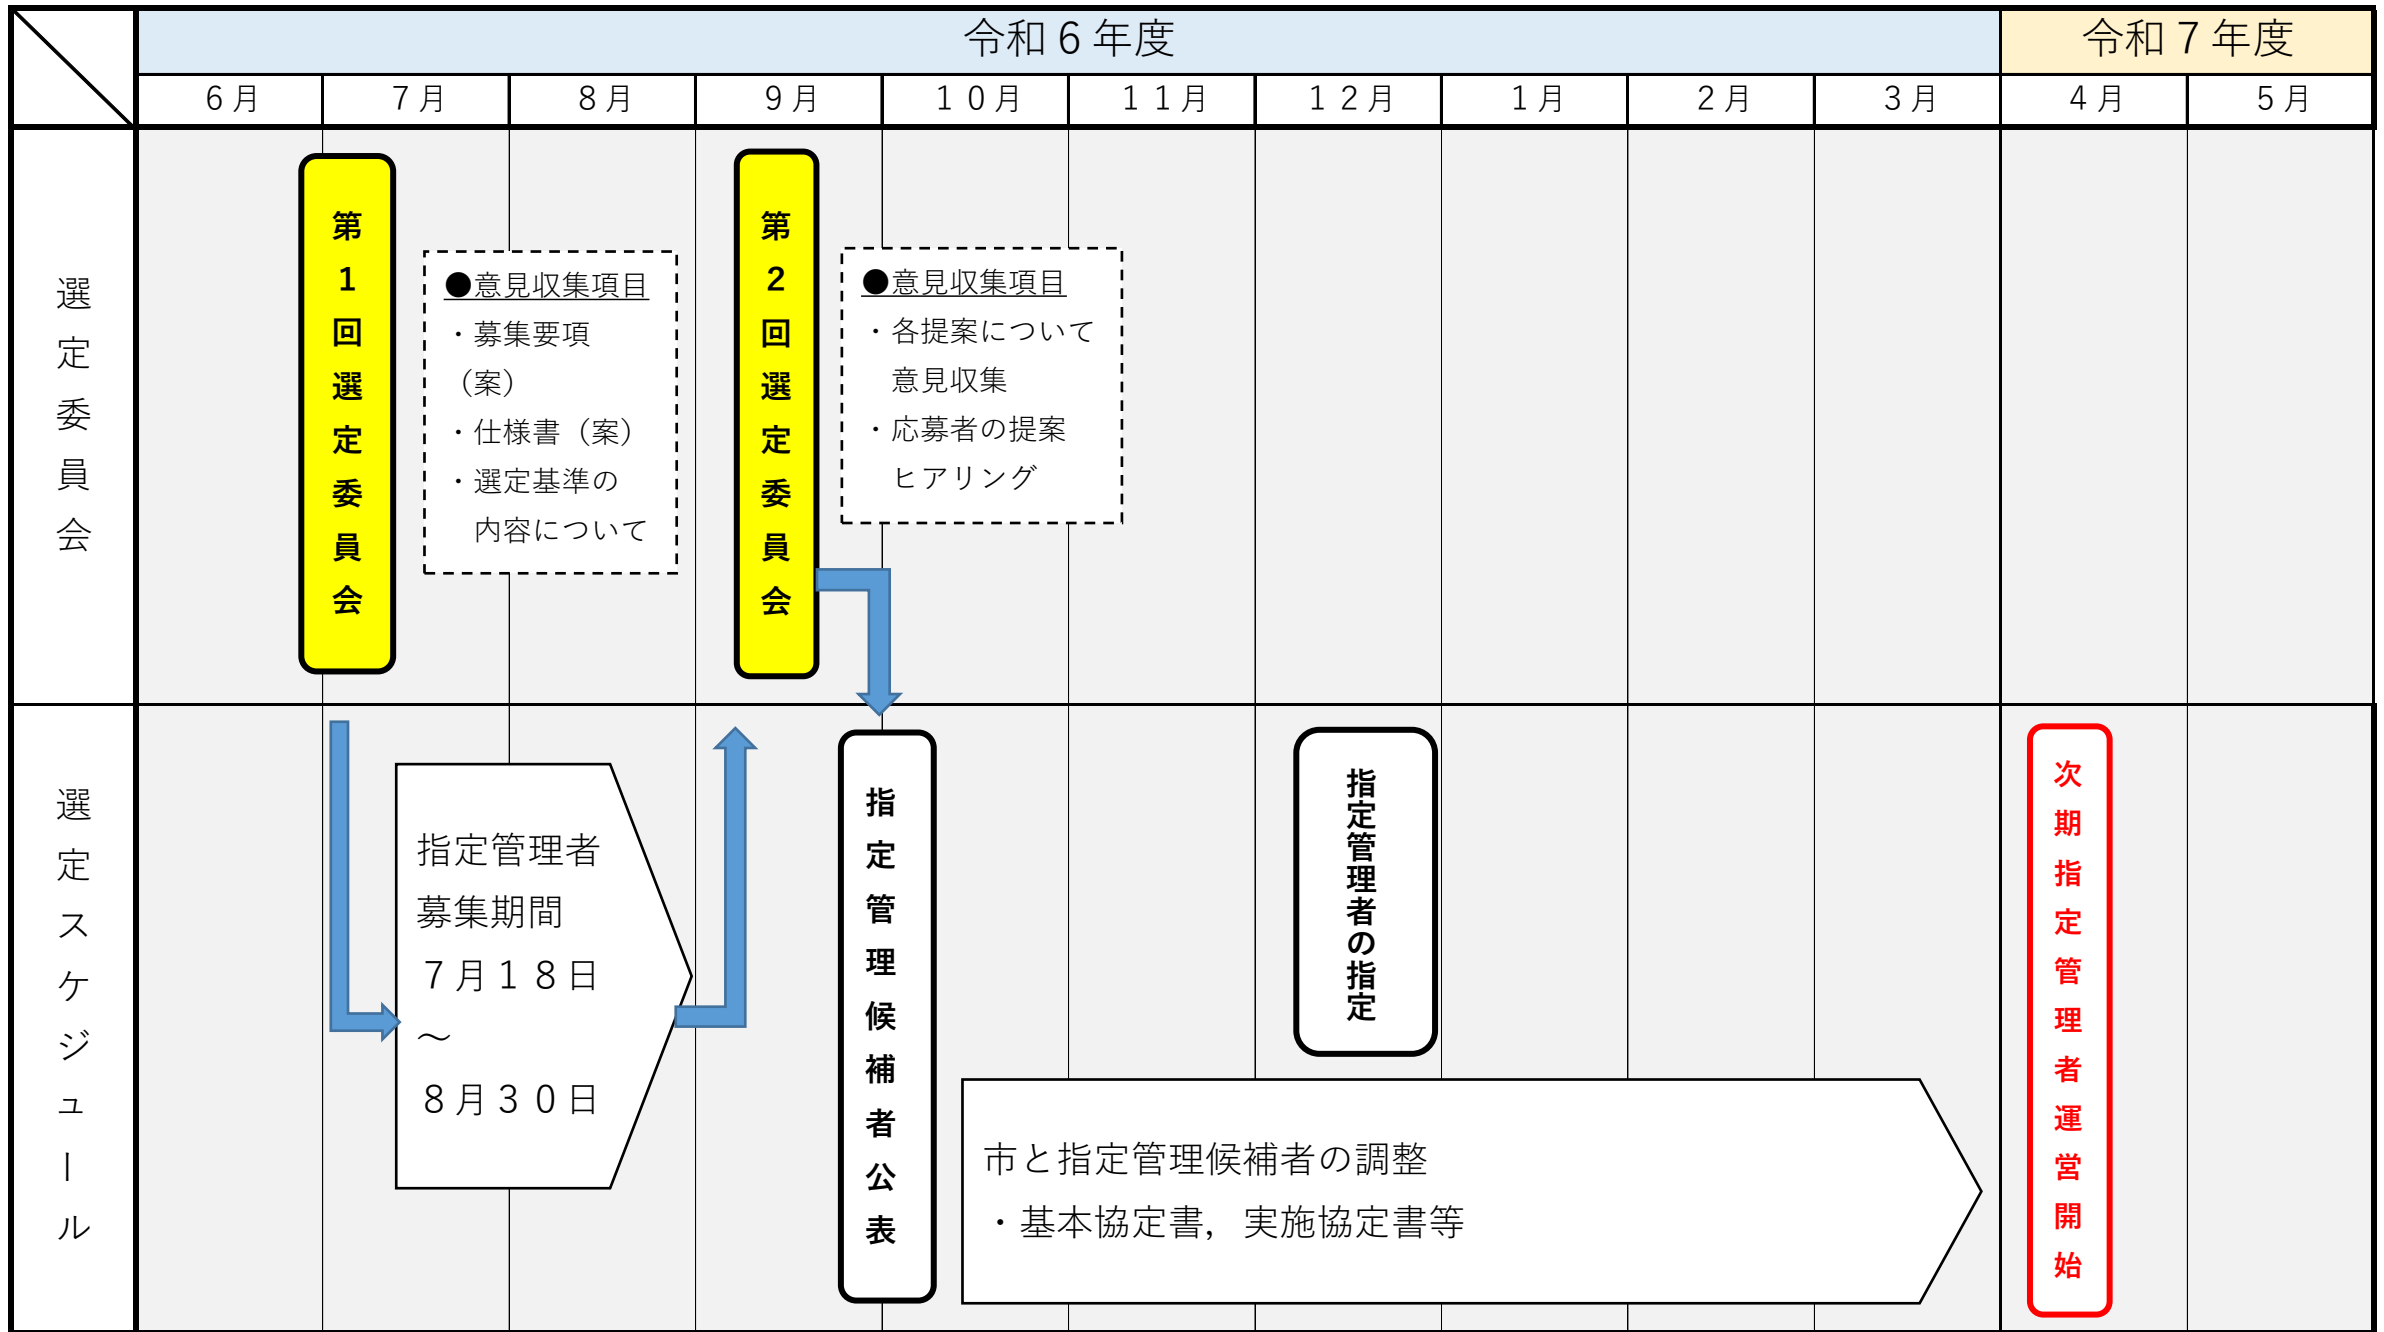 令和６年度
令和７年度
６月
７月
８月
９月
１０月
１１月
１２月
１月
２月
３月
４月
５月
選定委員会
第１回選定委員会
●意見収集項目
・募集要項
（案）
・仕様書（案）
・選定基準の
内容について
第２回選定委員会
●意見収集項目
・各提案について
意見収集
・応募者の提案
ヒアリング
選定スケジュール
指定管理者
募集期間
７月１８日
～
８月３０日
指定管理候補者公表
指定管理者の指定
市と指定管理候補者の調整
・基本協定書，実施協定書等
次期指定管理者運営開始